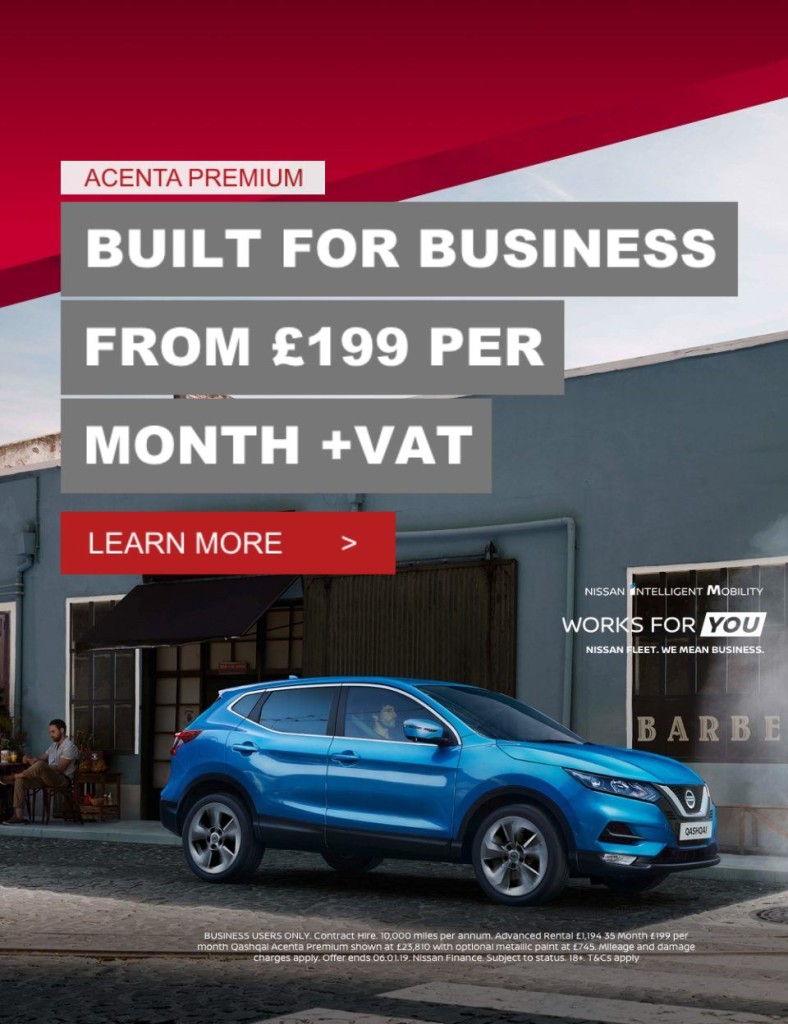 ACENTA PREMIUM
BUILT FOR BUSINESS
FROM £199 PER
MONTH +VAT
LEARN MORE >
NISSAN INTELLIGENT MOBILITY
WORKS FOR YOU
NISSAN FLEET. WE MEAN BUSINESS.
BARBE
QASHQAI
BUSINESS USERS ONLY. Contract Hire. 10,000 miles per annum. Advanced Rental £1,194 35 Month £199 per
month Qashqai Acenta Premium shown at £23,810 with optional metallic paint at £745. Mileage and damage
charges apply. Offer ends 06.01.19. Nissan Finance. Subject to status. 18+. T&Cs apply